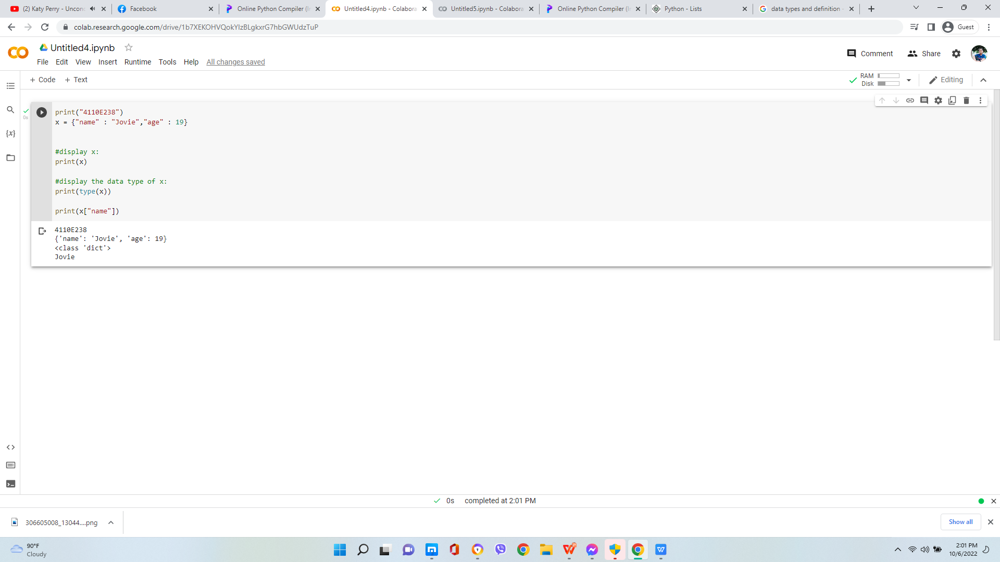 (2) Katy Perry - Uncond
Facebook
Online Python Compiler (In
Untitled4.ipynb - Colabora
Untitled5.ipynb - Colabora
Online Python Compiler (In
Python - Lists
data types and definition -
colab.research.google.com/drive/1b7XEKOHVQokYIzBLgkxrG7hbGWUdzTuP
Guest
CO
Untitled4.ipynb
File Edit View Insert Runtime Tools Help All changes saved
Comment
Share
+ Code + Text
RAM
Disk
Editing
{x}
0s
print("4110E238")
x = {"name" : "Jovie","age" : 19}
#display x:
print(x)
#display the data type of x:
print(type(x))
print(x["name"])
4110E238
{'name': 'Jovie', 'age': 19}
<class 'dict'>
Jovie
0s completed at 2:01 PM
306605008_13044....png
Show all
90°F
Cloudy
2:01 PM
10/6/2022